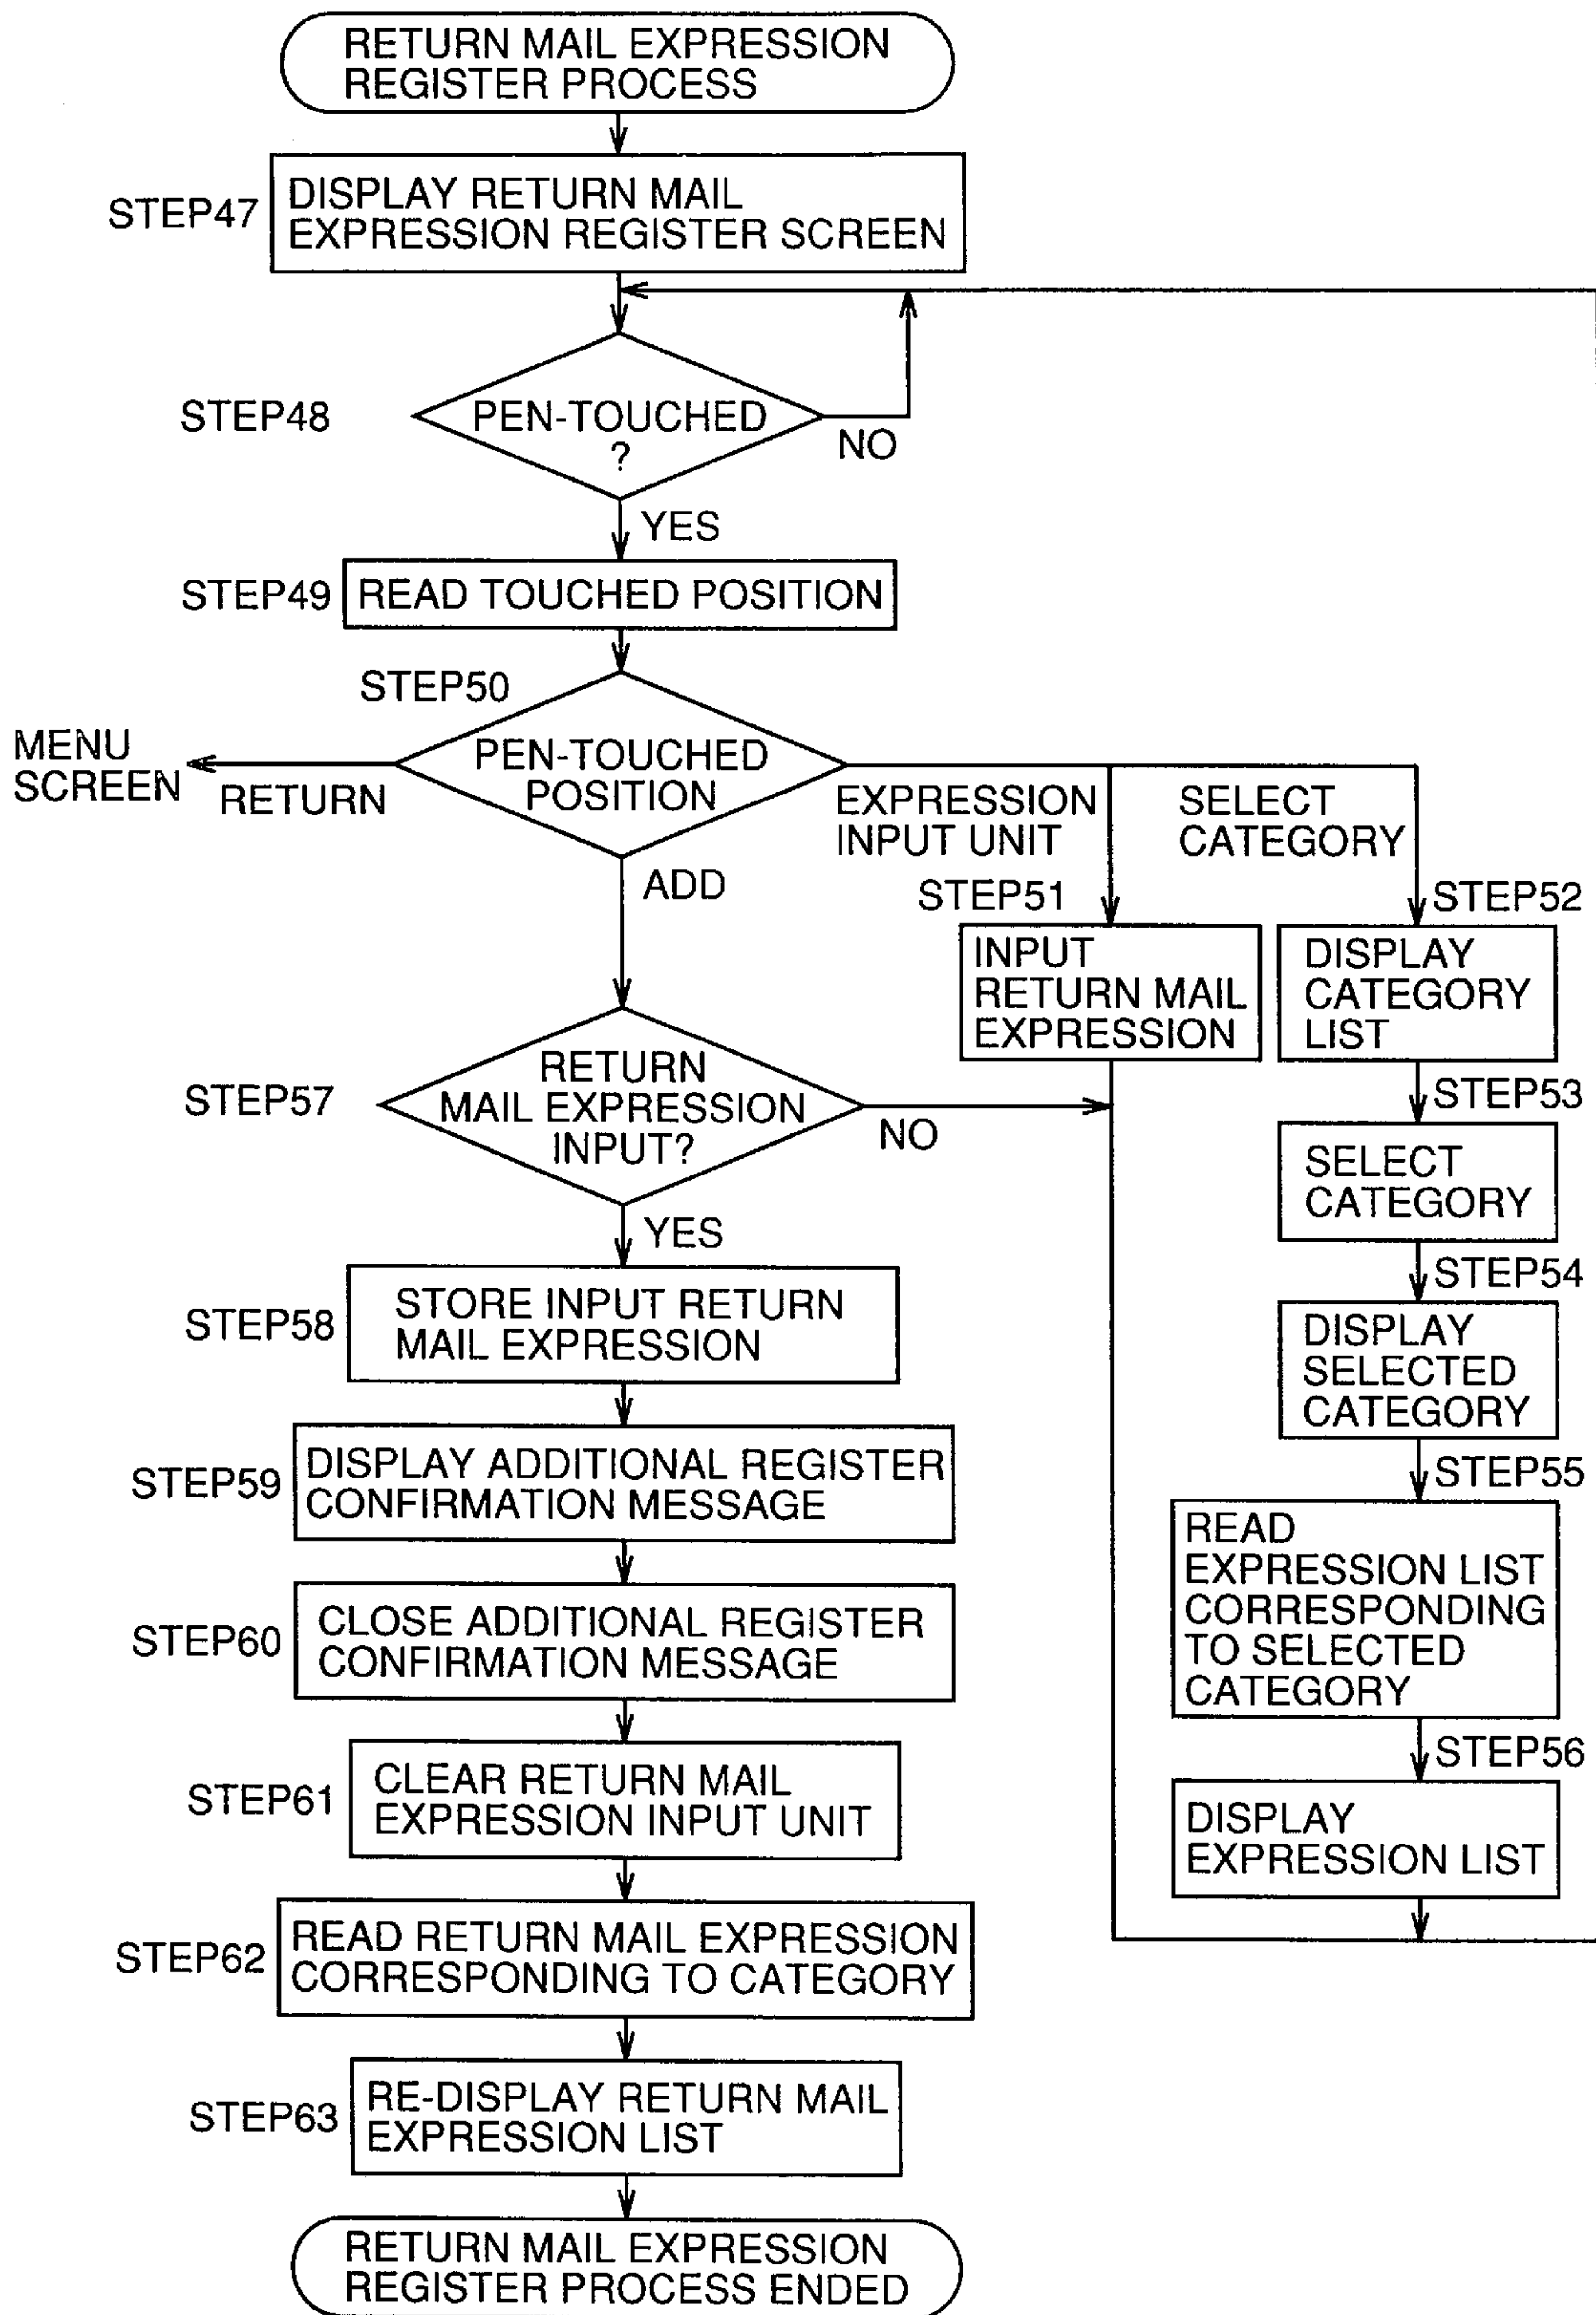 RETURN MAIL EXPRESSION
REGISTER PROCESS
STEP47
DISPLAY RETURN MAIL
EXPRESSION REGISTER SCREEN
STEP48
PEN-TOUCHED
?
NO
YES
STEP49
READ TOUCHED POSITION
STEP50
PEN-TOUCHED
POSITION
MENU
SCREEN
RETURN
EXPRESSION
INPUT UNIT
SELECT
CATEGORY
ADD
STEP51
INPUT
RETURN MAIL
EXPRESSION
STEP52
DISPLAY
CATEGORY
LIST
STEP53
SELECT
CATEGORY
STEP54
DISPLAY
SELECTED
CATEGORY
STEP55
READ
EXPRESSION LIST
CORRESPONDING
TO SELECTED
CATEGORY
STEP56
DISPLAY
EXPRESSION LIST
STEP57
RETURN
MAIL EXPRESSION
INPUT?
NO
YES
STEP58
STORE INPUT RETURN
MAIL EXPRESSION
STEP59
DISPLAY ADDITIONAL REGISTER
CONFIRMATION MESSAGE
STEP60
CLOSE ADDITIONAL REGISTER
CONFIRMATION MESSAGE
STEP61
CLEAR RETURN MAIL
EXPRESSION INPUT UNIT
STEP62
READ RETURN MAIL EXPRESSION
CORRESPONDING TO CATEGORY
STEP63
RE-DISPLAY RETURN MAIL
EXPRESSION LIST
RETURN MAIL EXPRESSION
REGISTER PROCESS ENDED